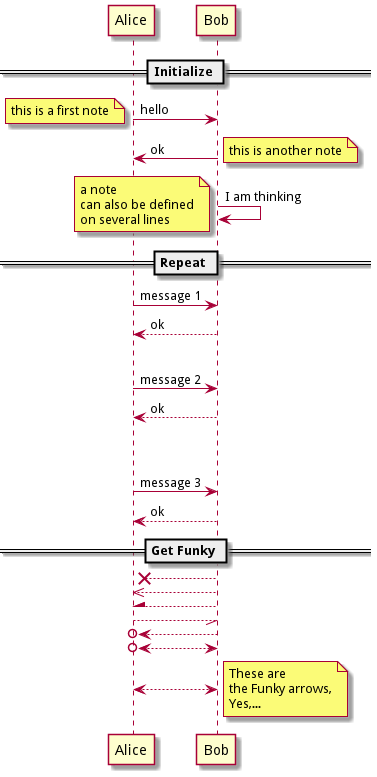 Alice
Bob
Initialize
this is a first note
hello
ok
this is another note
a note
can also be defined
on several lines
I am thinking
Repeat
message 1
ok
message 2
ok
message 3
ok
Get Funky
These are
the Funky arrows,
Yes,...
Alice
Bob